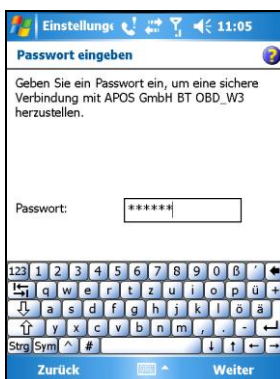 Einstellunge 11:05
Passwort eingeben
Geben Sie ein Passwort ein, um eine sichere
Verbindung mit APOS GmbH BT OBD_W3
herzustellen.
Passwort: ******
123 1 2 3 4 5 6 7 8 9 0 ß ´
q w e r t z u i o p ü +
a s d f g h j k l ö ä
y x c v b n m , . -
Strg Sym ^ #
Zurück Weiter